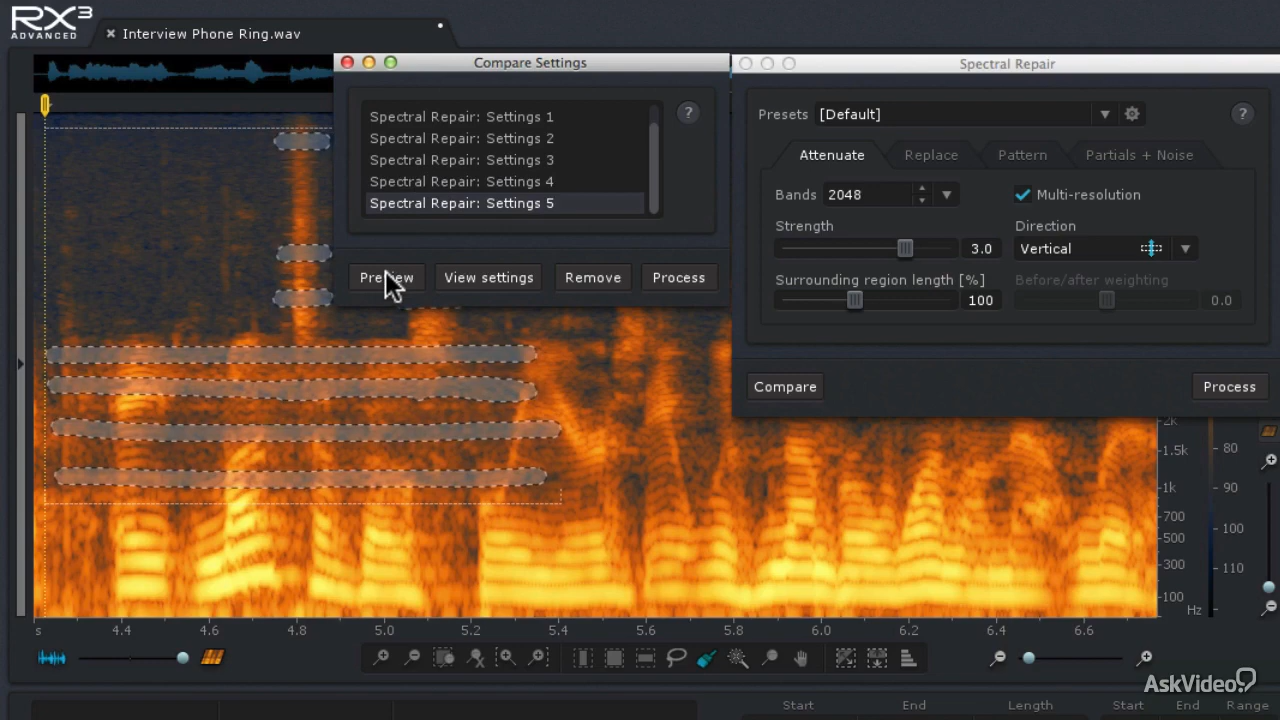 RX3
ADVANCED
Interview Phone Ring.wav
Compare Settings
Spectral Repair: Settings 1
Spectral Repair: Settings 2
Spectral Repair: Settings 3
Spectral Repair: Settings 4
Spectral Repair: Settings 5
?
Preview View settings Remove Process
Spectral Repair
Presets [Default] ?
Attenuate Replace Pattern Partials + Noise
Bands 2048 Multi-resolution
Strength Direction
3.0 Vertical
Surrounding region length [%] Before/after weighting
100 0.0
Compare Process
2k
1.5k 80
1k 90
700
500 100
300 110
100
Hz
s 4.4 4.6 4.8 5.0 5.2 5.4 5.6 5.8 6.0 6.2 6.4 6.6
AskVideo
Start End Length Start End Range